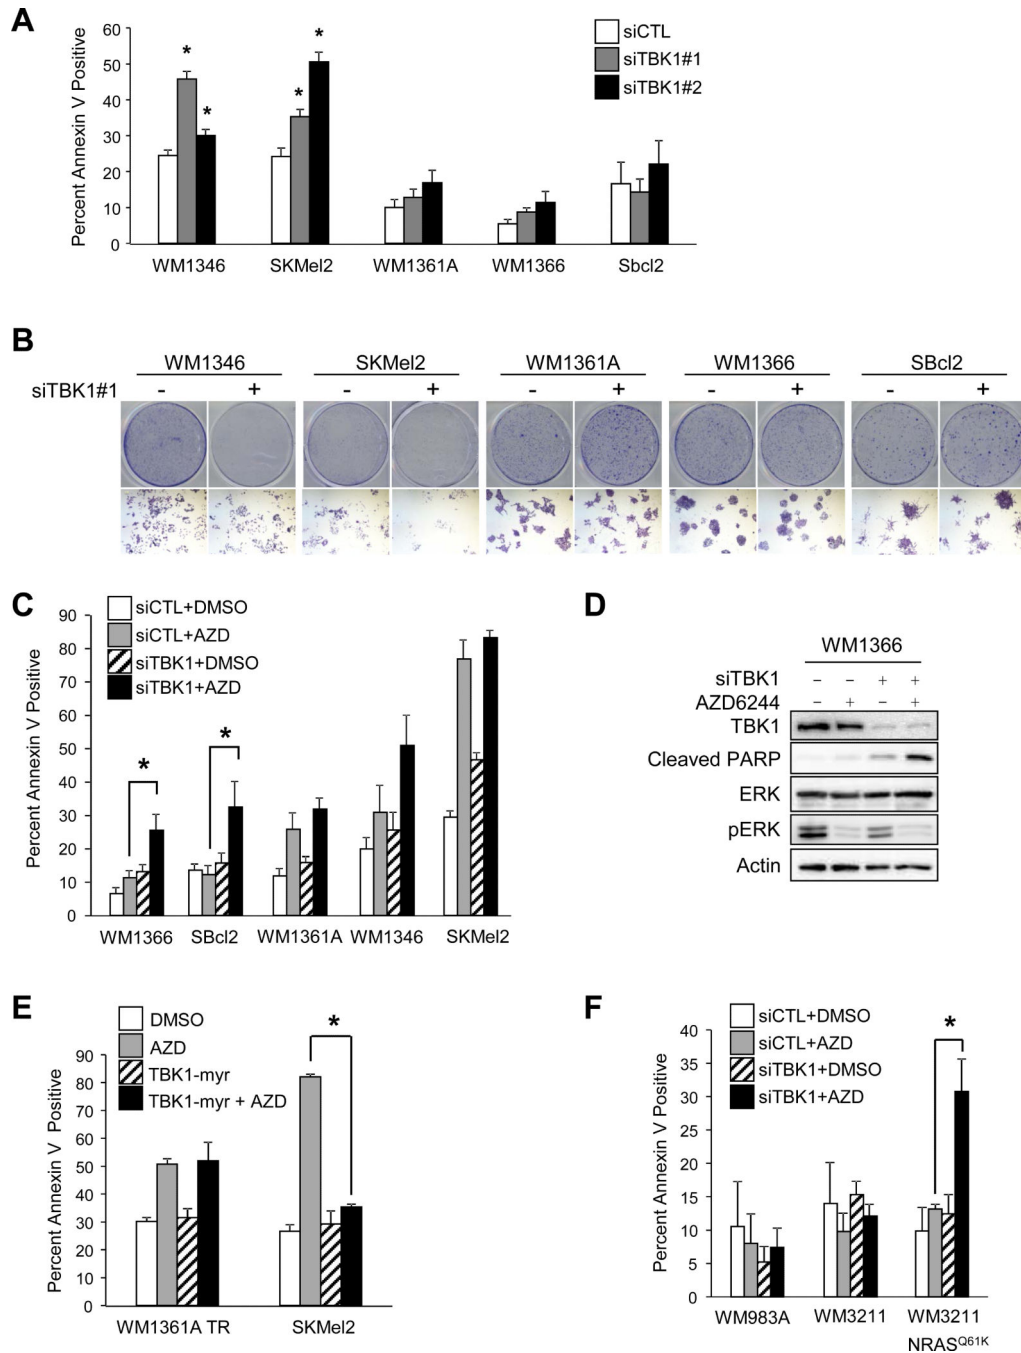 A
Percent Annexin V Positive
60
50
40
30
20
10
0
* * * *
siCTL
siTBK1#1
siTBK1#2
WM1346 SKMel2 WM1361A WM1366 Sbcl2
B
WM1346 SKMel2 WM1361A WM1366 SBcl2
siTBK1#1 - + - + - + - + - +
C
Percent Annexin V Positive
90
80
70
60
50
40
30
20
10
0
siCTL+DMSO
siCTL+AZD
siTBK1+DMSO
siTBK1+AZD
* *
WM1366 SBcl2 WM1361A WM1346 SKMel2
D
WM1366
siTBK1 - - + +
AZD6244 - + - +
TBK1
Cleaved PARP
ERK
pERK
Actin
E
Percent Annexin V Positive
90
80
70
60
50
40
30
20
10
0
DMSO
AZD
TBK1-myr
TBK1-myr + AZD
*
WM1361A TR SKMel2
F
Percent Annexin V Positive
40
35
30
25
20
15
10
5
0
siCTL+DMSO
siCTL+AZD
siTBK1+DMSO
siTBK1+AZD
*
WM983A WM3211 WM3211
NRASQ61K